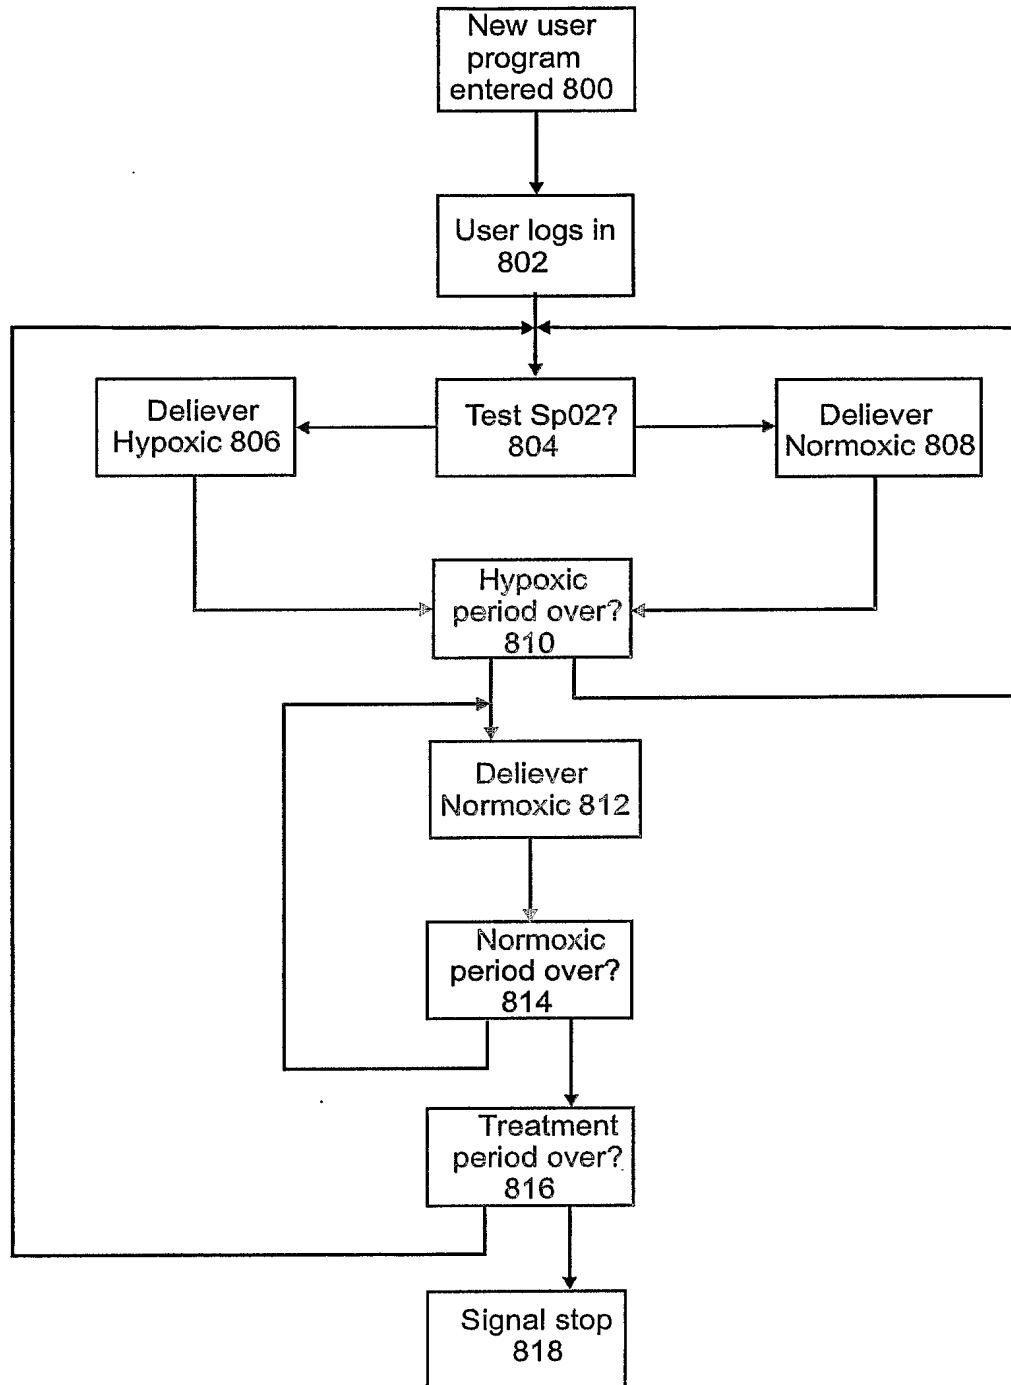 New user
program
entered 800
User logs in
802
Deliever
Hypoxic 806
Test Sp02?
804
Deliever
Normoxic 808
Hypoxic
period over?
810
Deliever
Normoxic 812
Normoxic
period over?
814
Treatment
period over?
816
Signal stop
818